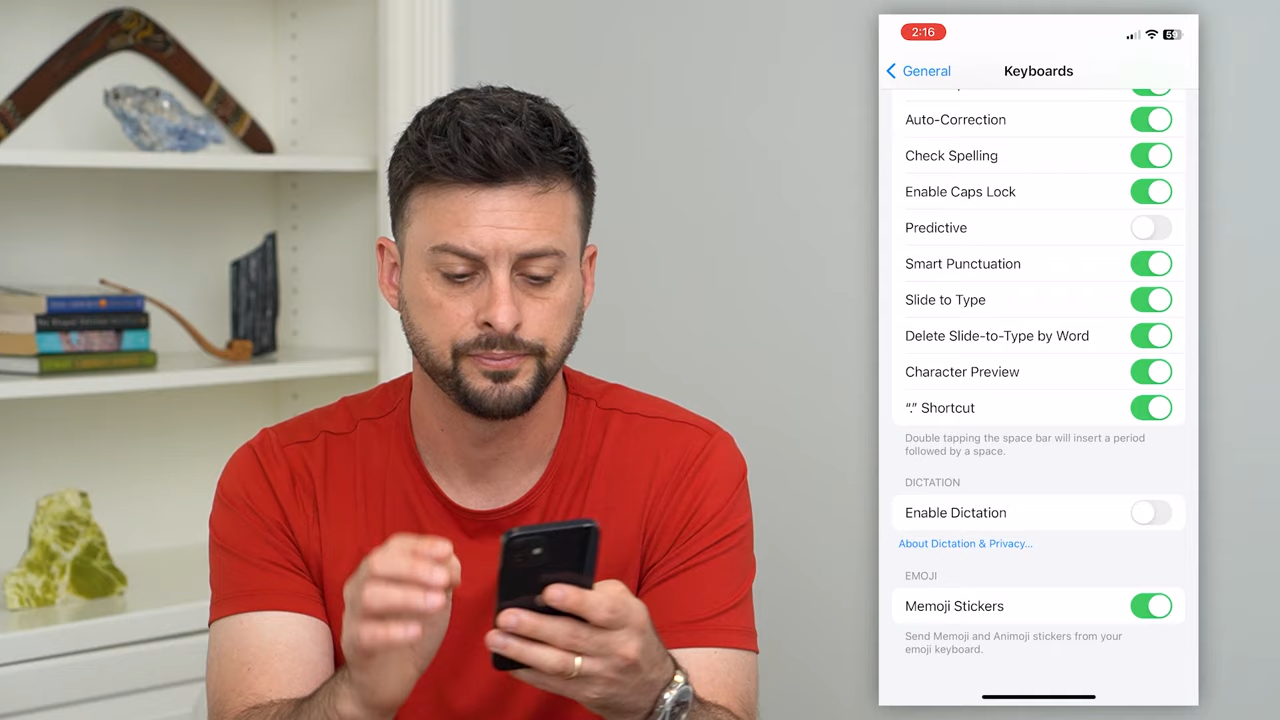 2:16
59
General
Keyboards
Auto-Correction
Check Spelling
Enable Caps Lock
Predictive
Smart Punctuation
Slide to Type
Delete Slide-to-Type by Word
Character Preview
“.” Shortcut
Double tapping the space bar will insert a period
followed by a space.
DICTATION
Enable Dictation
About Dictation & Privacy...
EMOJI
Memoji Stickers
Send Memoji and Animoji stickers from your
emoji keyboard.